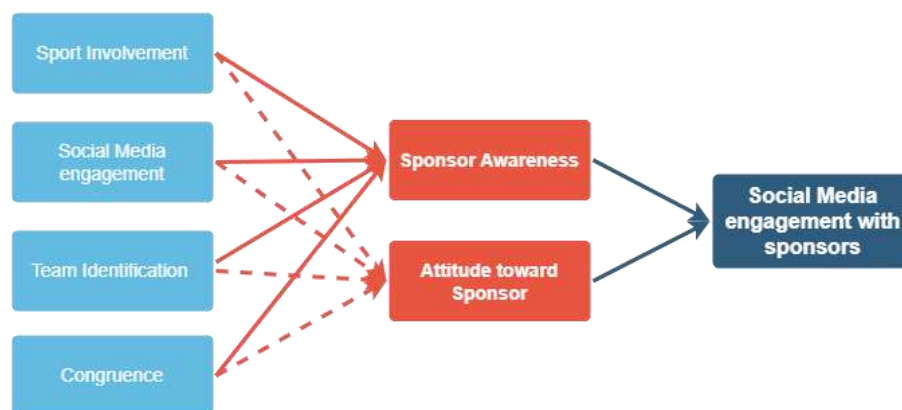 Sport Involvement
Social Media
engagement
Team Identification
Congruence
Sponsor Awareness
Attitude toward
Sponsor
Social Media
engagement with
sponsors